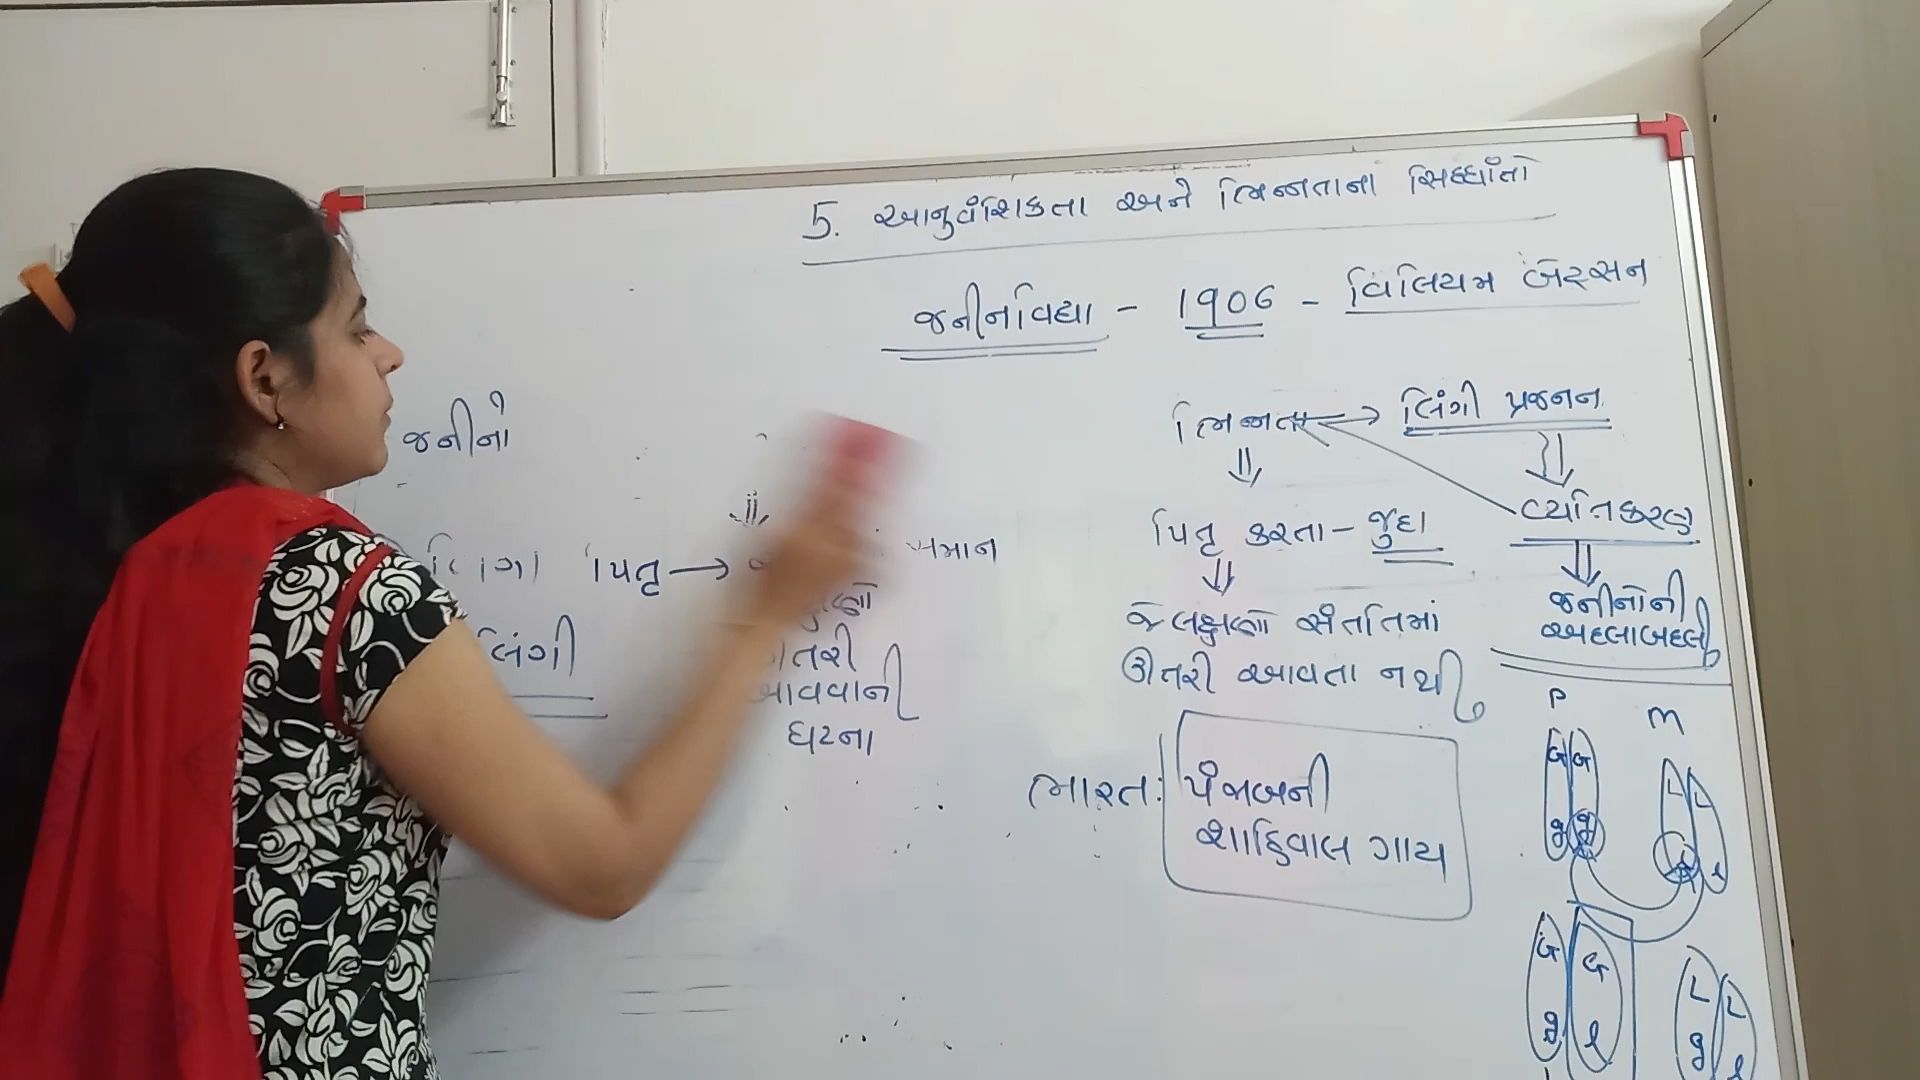 5. આનુવંશિકતા અને ભિન્નતાના સિધ્ધાંતો
જનીનવિદ્યા - 1906 - વિલિયમ બેટ્સન
જનીનો
પિતૃ →
સમાન
લિંગી
આવવાની
ઘટના
ભિન્નતા → લિંગી પ્રજનન
પિતૃ કરતા - જુદા
જે લક્ષણો સંતતિમાં
ઊતરી આવતા નથી
વ્યતિકરણ
જનીનોની
અદલાબદલી
ભારત: પંજાબની
શાહિવાલ ગાય
P M
G G L L
g g l
G G L L
g l g l